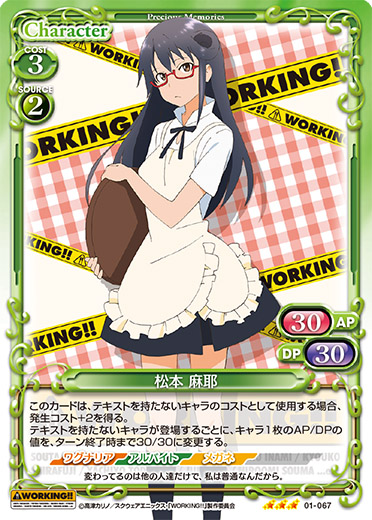 Precious Memories
Character
COST
3
SOURCE
2
WORKING!!
WORKING!!
WORKING!!
WORKING!!
30 AP
DP 30
松本 麻耶
このカードは、テキストを持たないキャラのコストとして使用する場合、
発生コスト+2を得る。
テキストを持たないキャラが登場するごとに、キャラ1枚のAP/DPの
値を、ターン終了時まで30/30に変更する。
ワグナリア アルバイト メガネ
変わってるのは他の人達だけで、私は普通なんだから。
WORKING!!
©高津カリノ/スクウェアエニックス・「WORKING!!」製作委員会
01-067